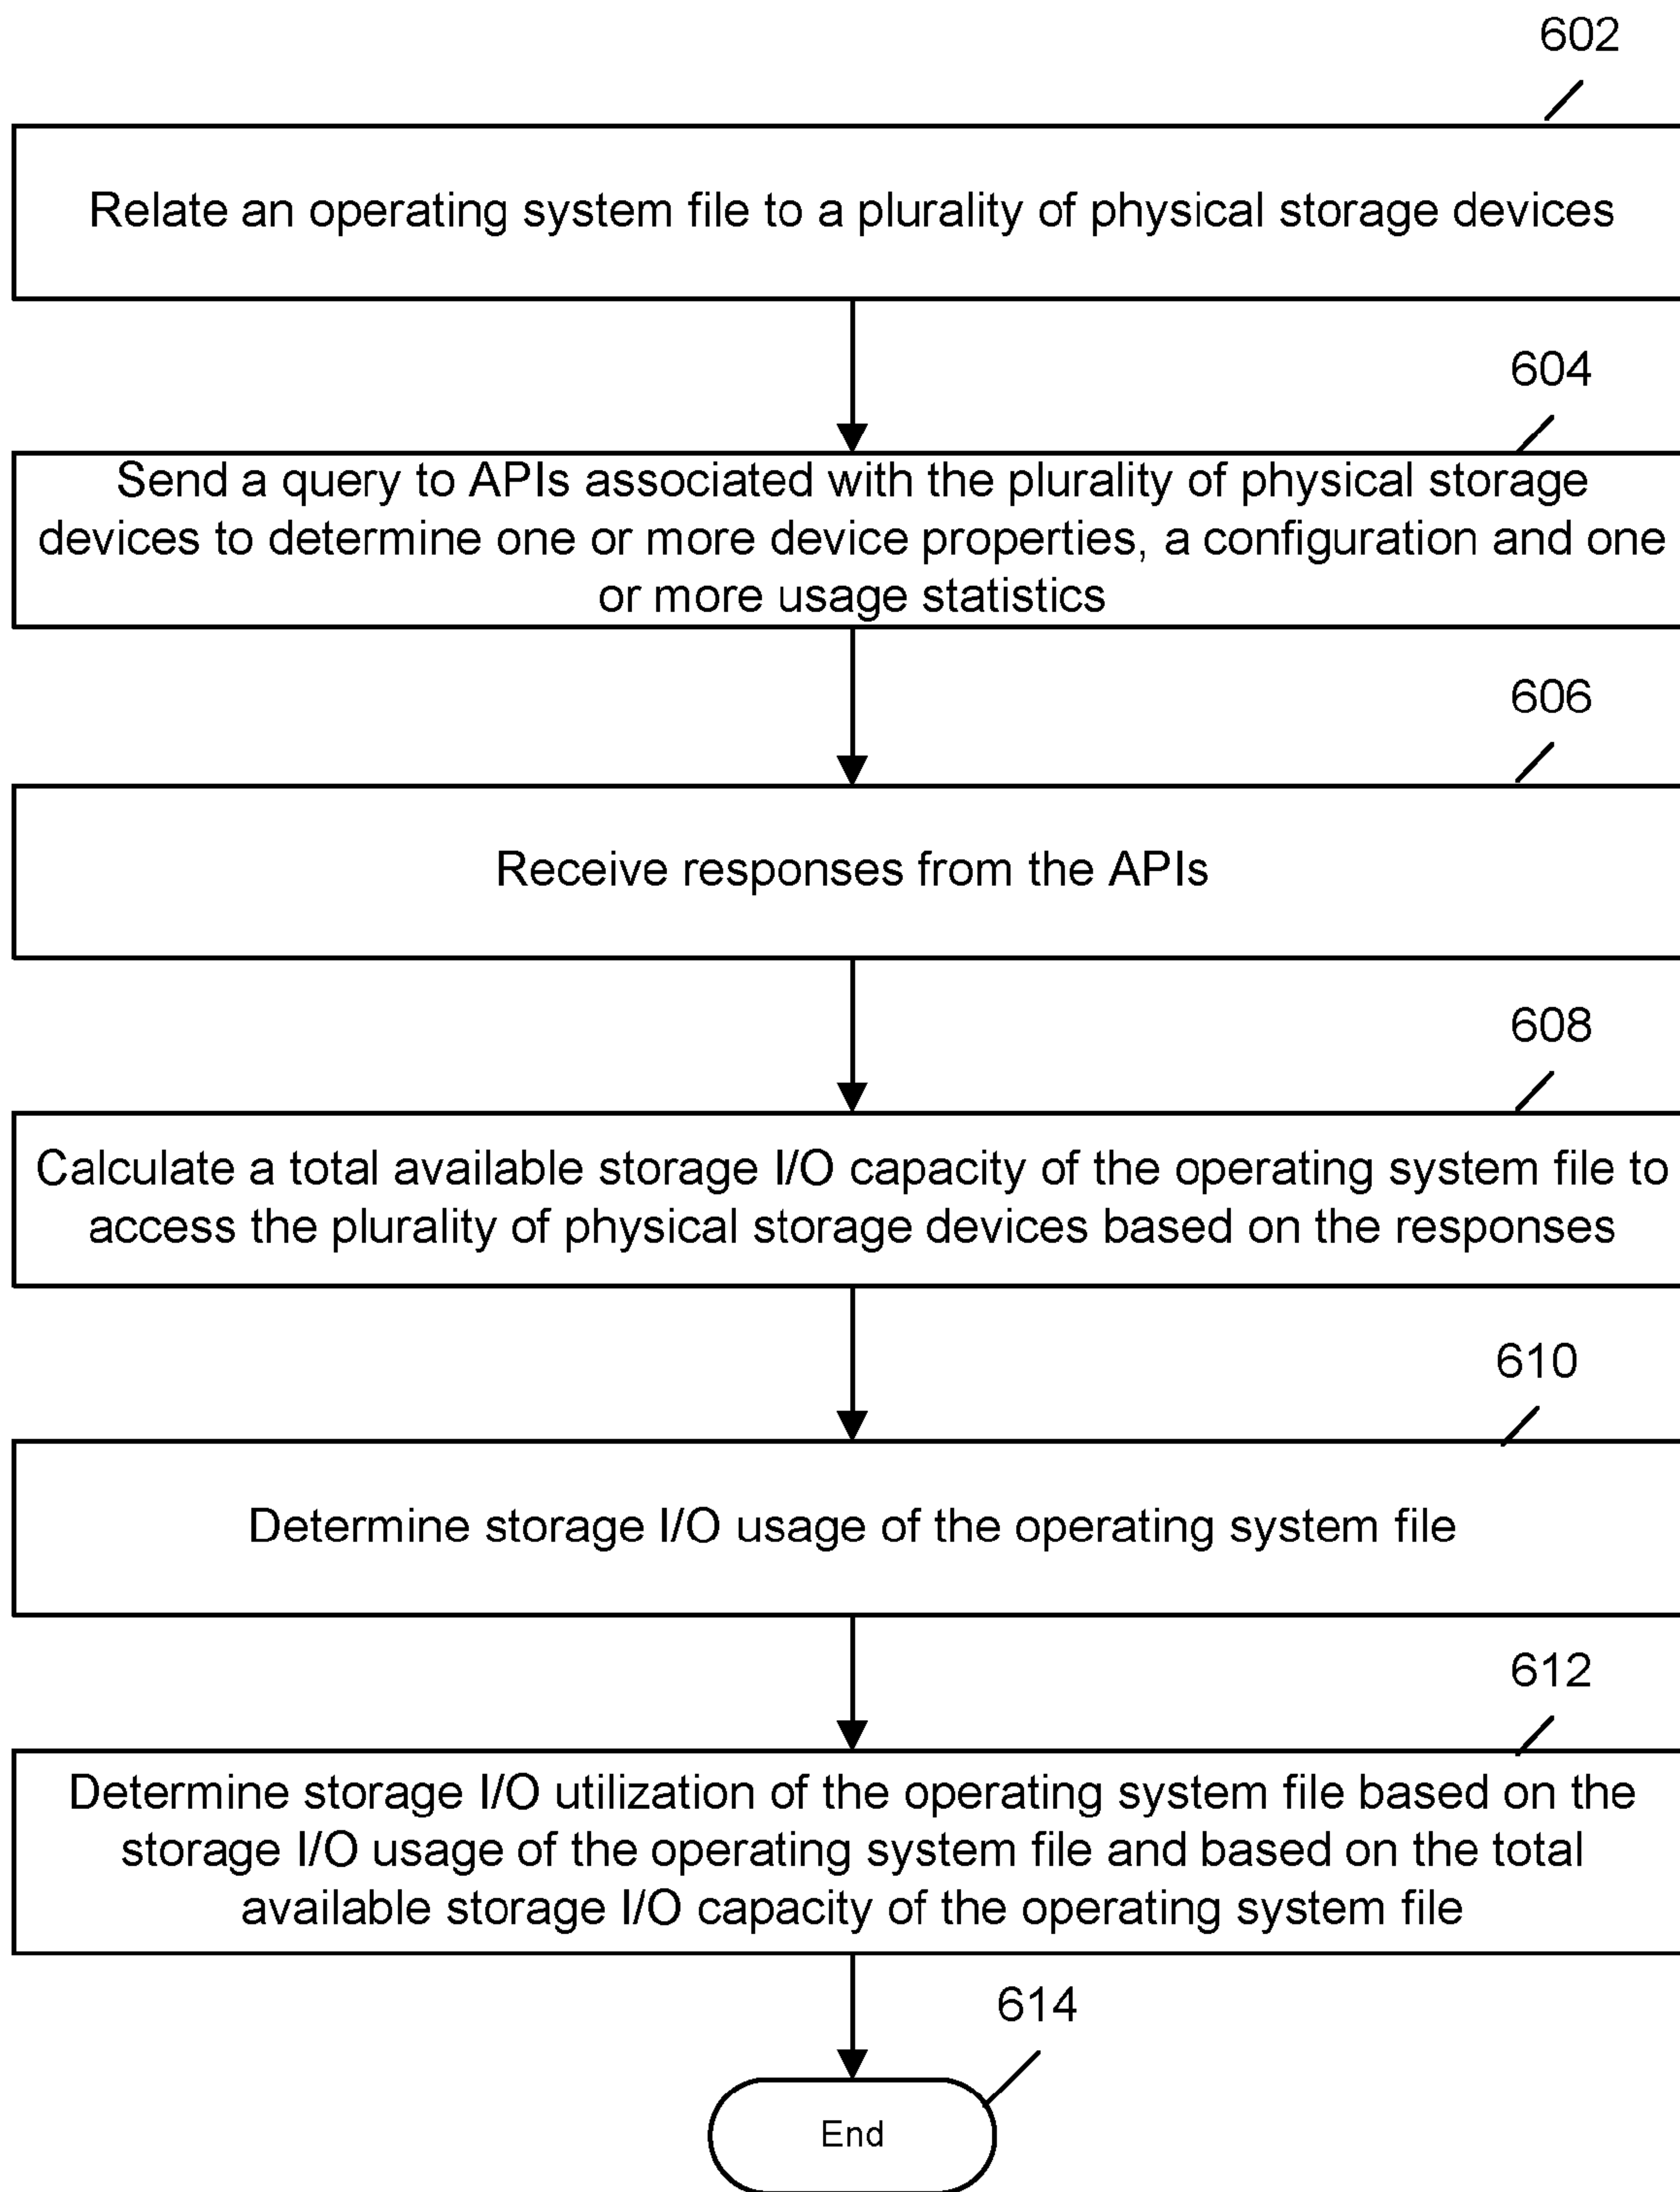 602
Relate an operating system file to a plurality of physical storage devices
604
Send a query to APIs associated with the plurality of physical storage
devices to determine one or more device properties, a configuration and one
or more usage statistics
606
Receive responses from the APIs
608
Calculate a total available storage I/O capacity of the operating system file to
access the plurality of physical storage devices based on the responses
610
Determine storage I/O usage of the operating system file
612
Determine storage I/O utilization of the operating system file based on the
storage I/O usage of the operating system file and based on the total
available storage I/O capacity of the operating system file
614
End